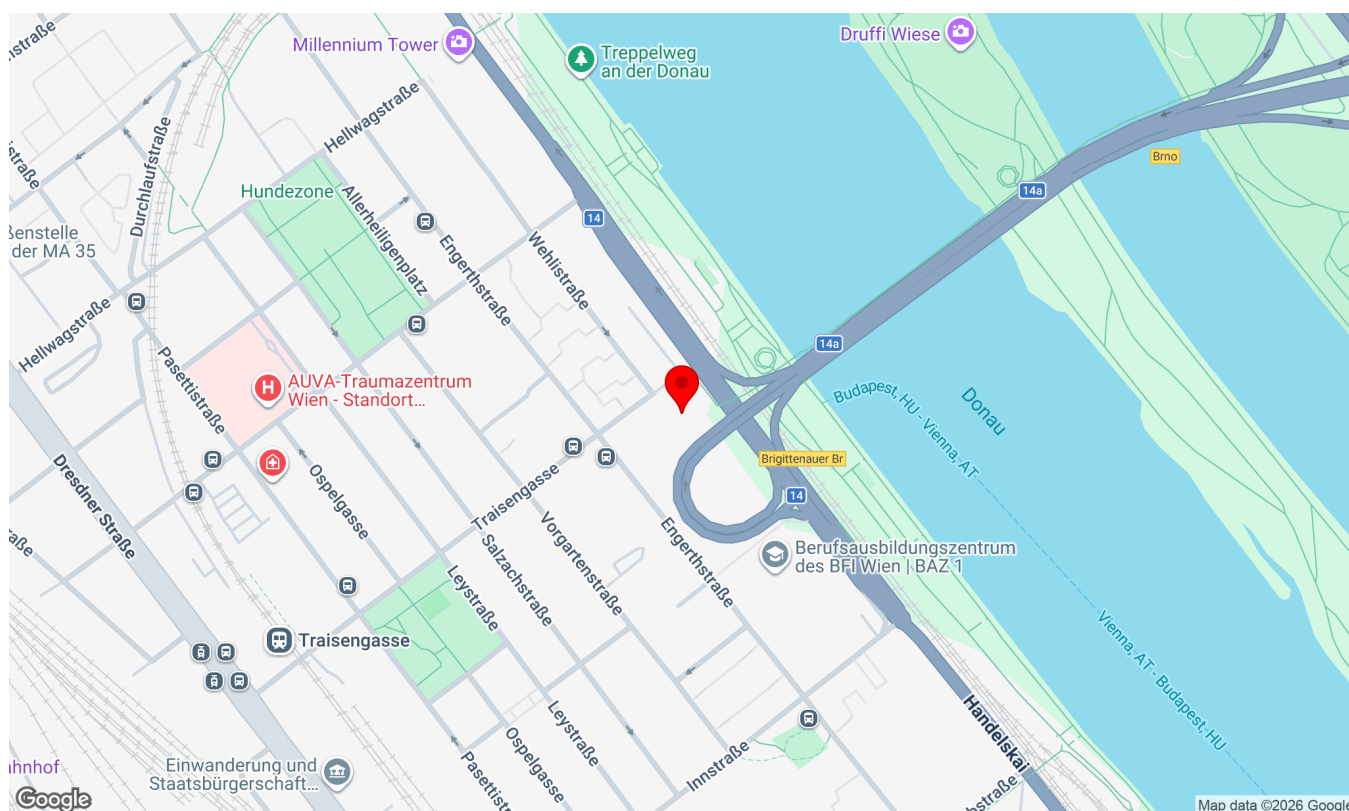 nstraße
Millennium Tower
Treppelweg
an der Donau
Druffi Wiese
Hellwagstraße
Durchlaufstraße
Brno
14a
Hundezone
Allerheiligenplatz
14
ßenstelle
der MA 35
Engerthstraße
Wehlistraße
Hellwagstraße
Pasettistraße
14a
H
AUVA-Traumazentrum
Wien - Standort...
Budapest, HU - Vienna, AT
Donau
Brigittenauer Br
14
Dresdner Straße
Ospelgasse
Traisengasse
Vorgartenstraße
Engerthstraße
Salzachstraße
Leystraße
Berufsausbildungszentrum
des BFI Wien | BAZ 1
Traisengasse
Vienna, AT - Budapest, HU
Handelskai
Leystraße
Innstraße
Ospelgasse
Pasettist
ahnhof
Einwanderung und
Staatsbürgerschaft...
Google
Map data ©2026 Google